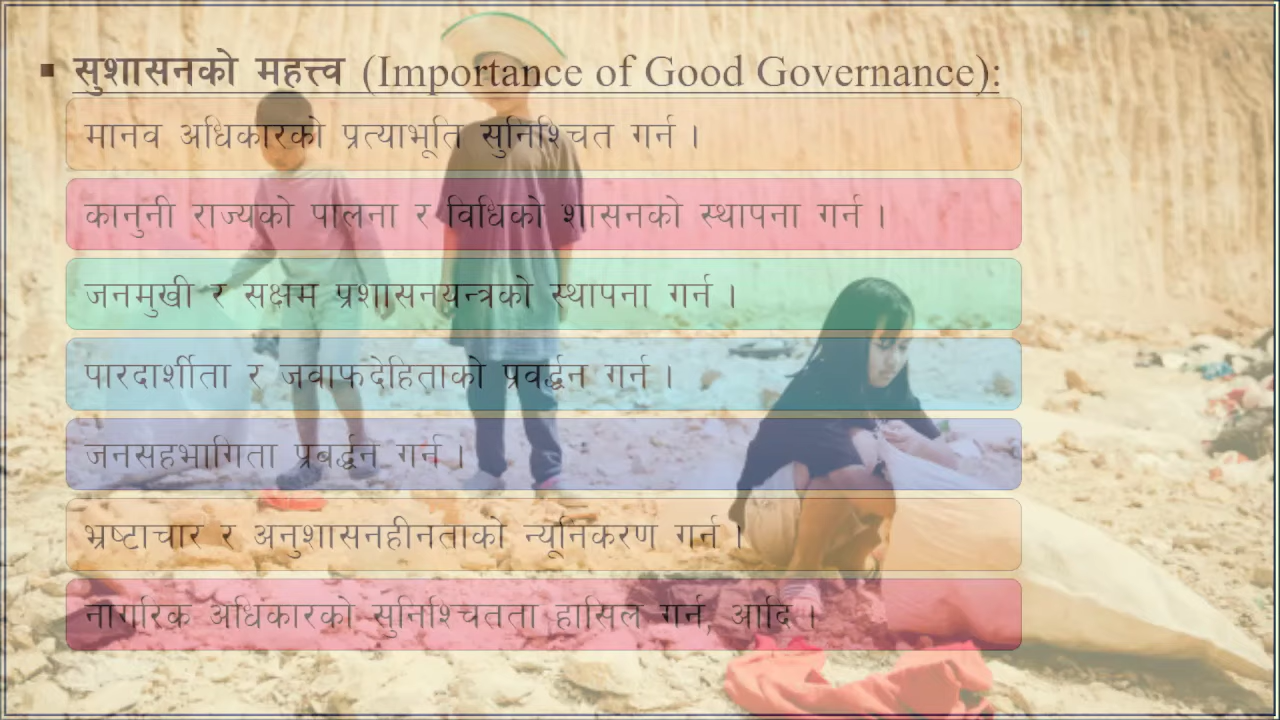 ▪ सुशासनको महत्त्व (Importance of Good Governance):
मानव अधिकारको प्रत्याभूति सुनिश्चित गर्न ।
कानुनी राज्यको पालना र विधिको शासनको स्थापना गर्न ।
जनमुखी र सक्षम प्रशासनयन्त्रको स्थापना गर्न ।
पारदार्शीता र जवाफदेहिताको प्रवर्द्धन गर्न ।
जनसहभागिता प्रबर्द्धन गर्न ।
भ्रष्टाचार र अनुशासनहीनताको न्यूनिकरण गर्न ।
नागरिक अधिकारको सुनिश्चितता हासिल गर्न, आदि ।